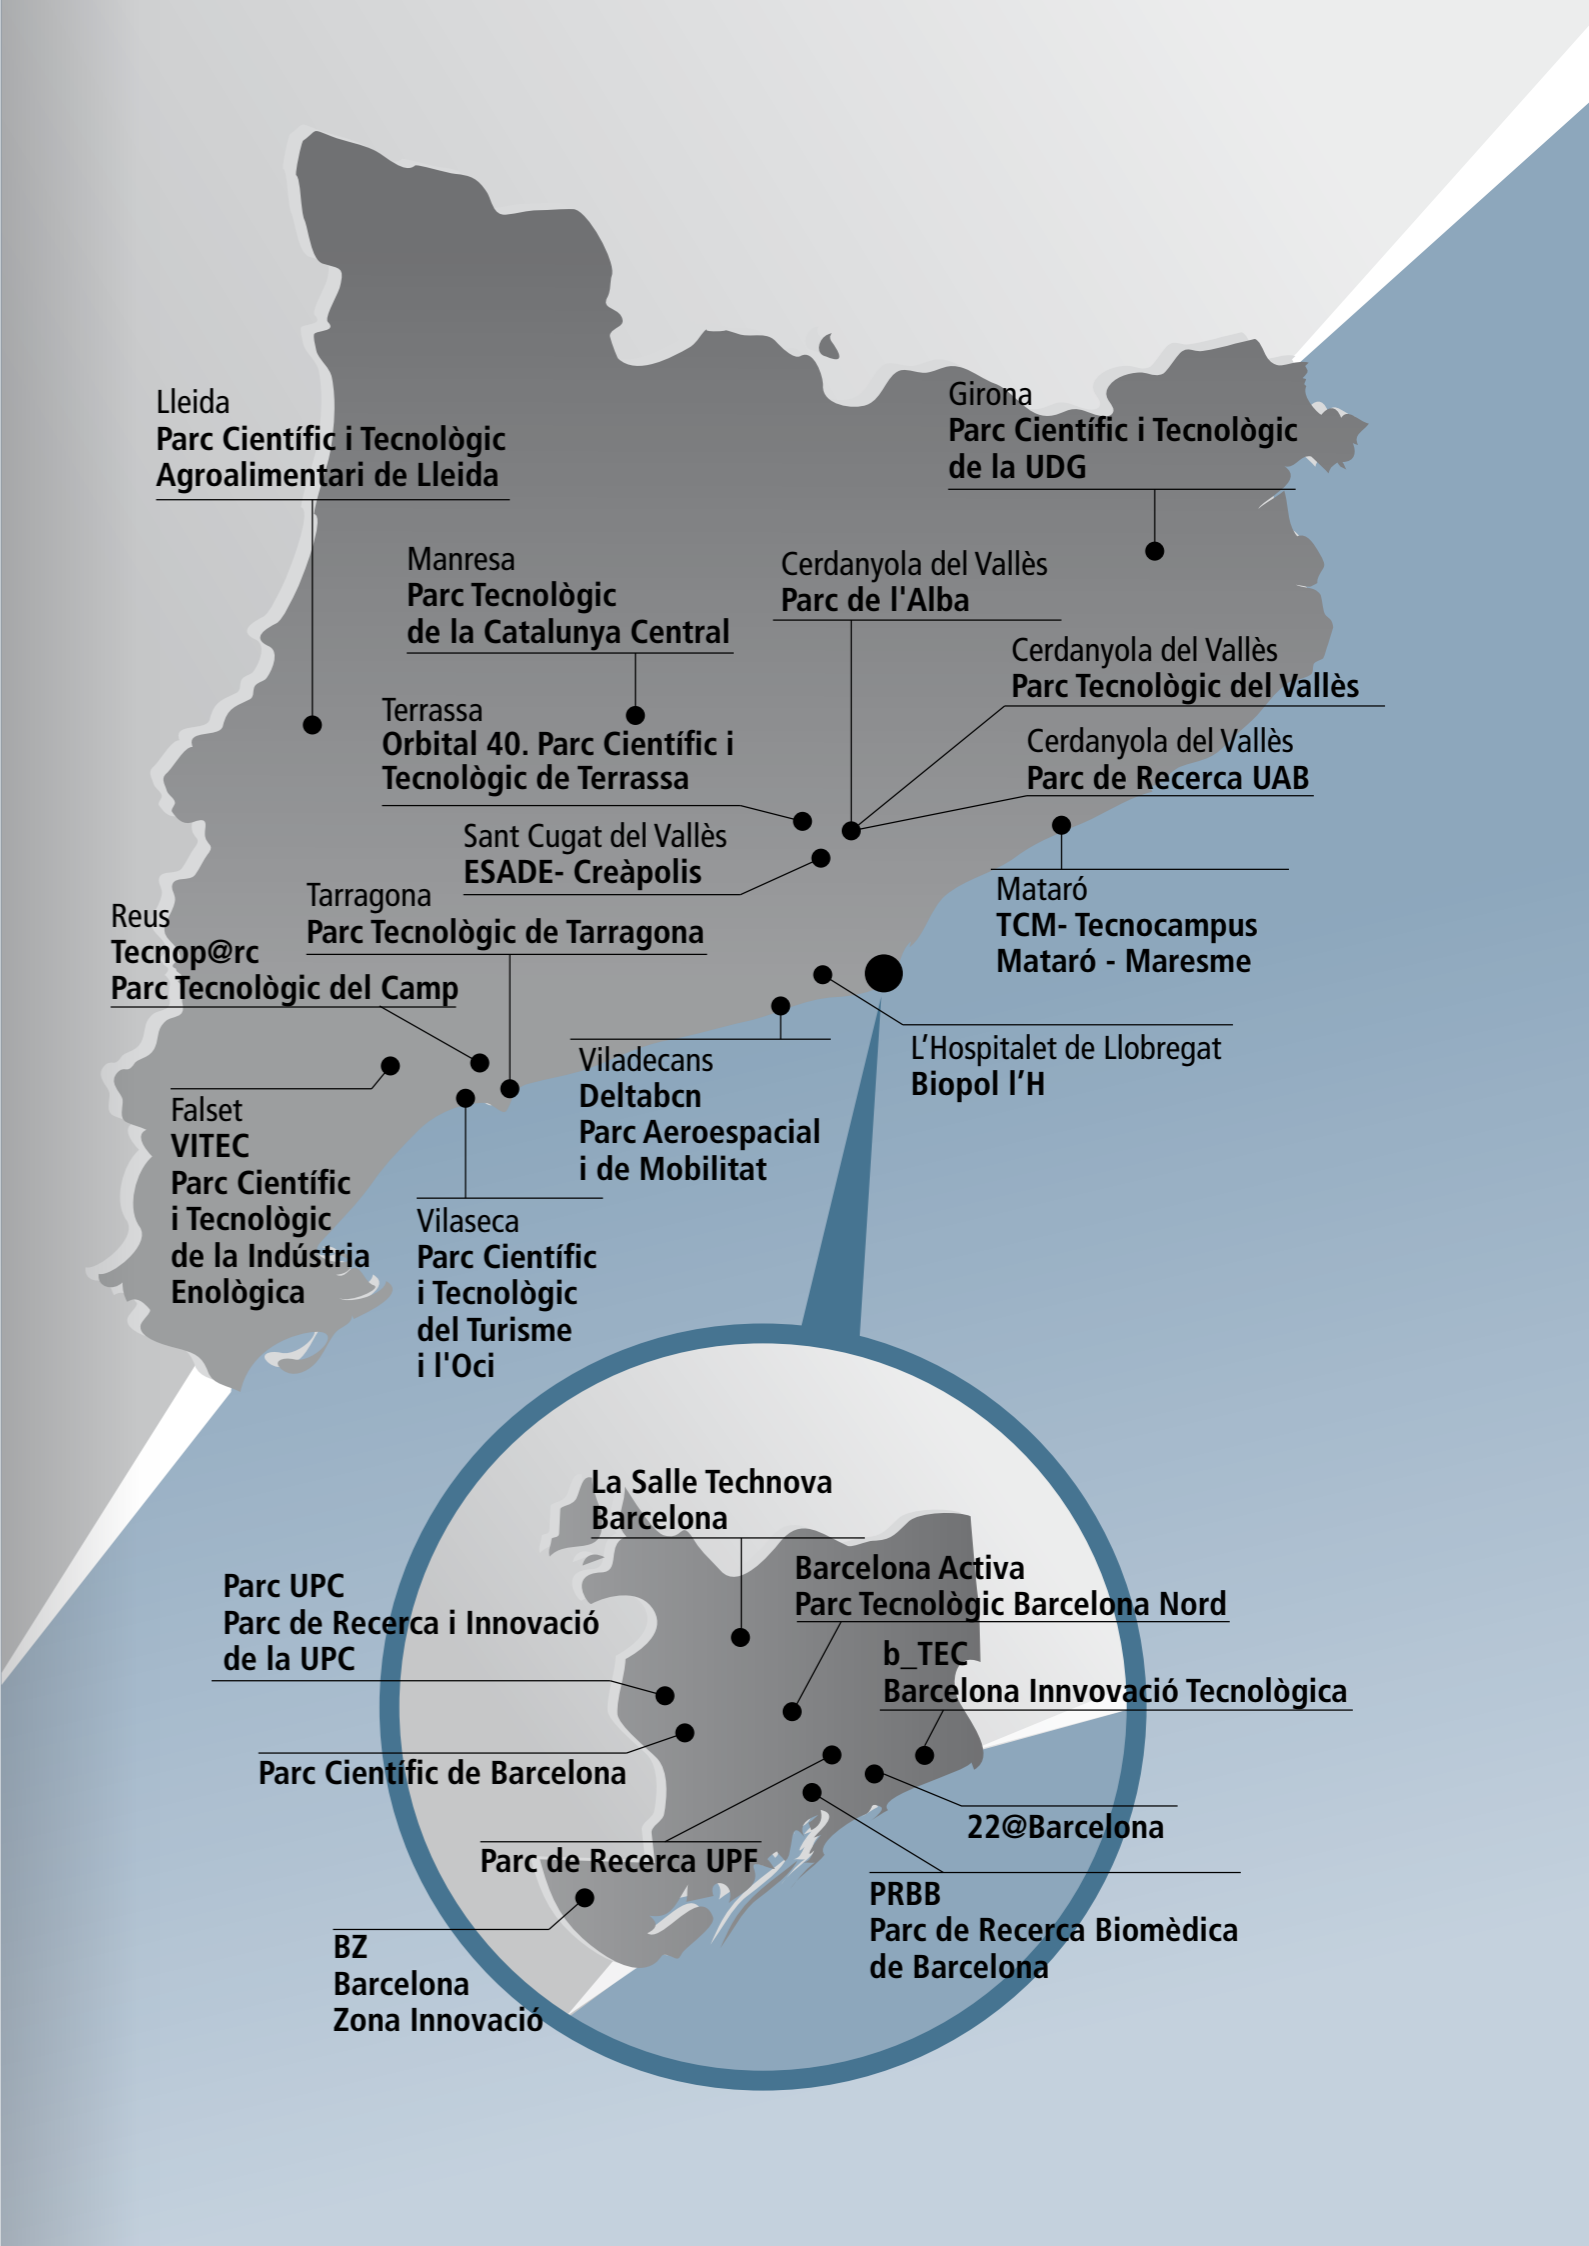 Lleida
Parc Científic i Tecnològic
Agroalimentari de Lleida
Girona
Parc Científic i Tecnològic
de la UDG
Manresa
Parc Tecnològic
de la Catalunya Central
Cerdanyola del Vallès
Parc de l'Alba
Cerdanyola del Vallès
Parc Tecnològic del Vallès
Terrassa
Orbital 40. Parc Científic i
Tecnològic de Terrassa
Cerdanyola del Vallès
Parc de Recerca UAB
Sant Cugat del Vallès
ESADE- Creàpolis
Tarragona
Parc Tecnològic de Tarragona
Reus
Tecnop@rc
Parc Tecnològic del Camp
Mataró
TCM- Tecnocampus
Mataró - Maresme
L’Hospitalet de Llobregat
Biopol l’H
Viladecans
Deltabcn
Parc Aeroespacial
i de Mobilitat
Falset
VITEC
Parc Científic
i Tecnològic
de la Indústria
Enològica
Vilaseca
Parc Científic
i Tecnològic
del Turisme
i l'Oci
La Salle Technova
Barcelona
Barcelona Activa
Parc Tecnològic Barcelona Nord
Parc UPC
Parc de Recerca i Innovació
de la UPC
b_TEC
Barcelona Innvovació Tecnològica
Parc Científic de Barcelona
22@Barcelona
Parc de Recerca UPF
PRBB
Parc de Recerca Biomèdica
de Barcelona
BZ
Barcelona
Zona Innovació